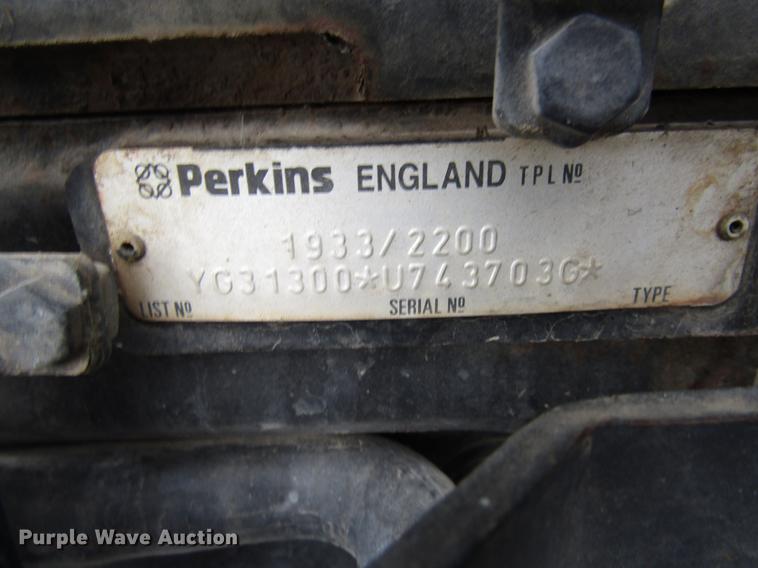 Perkins ENGLAND TPL Nº
1933/2200
YG31300*U743703G*
LIST Nº SERIAL Nº TYPE
Purple Wave Auction